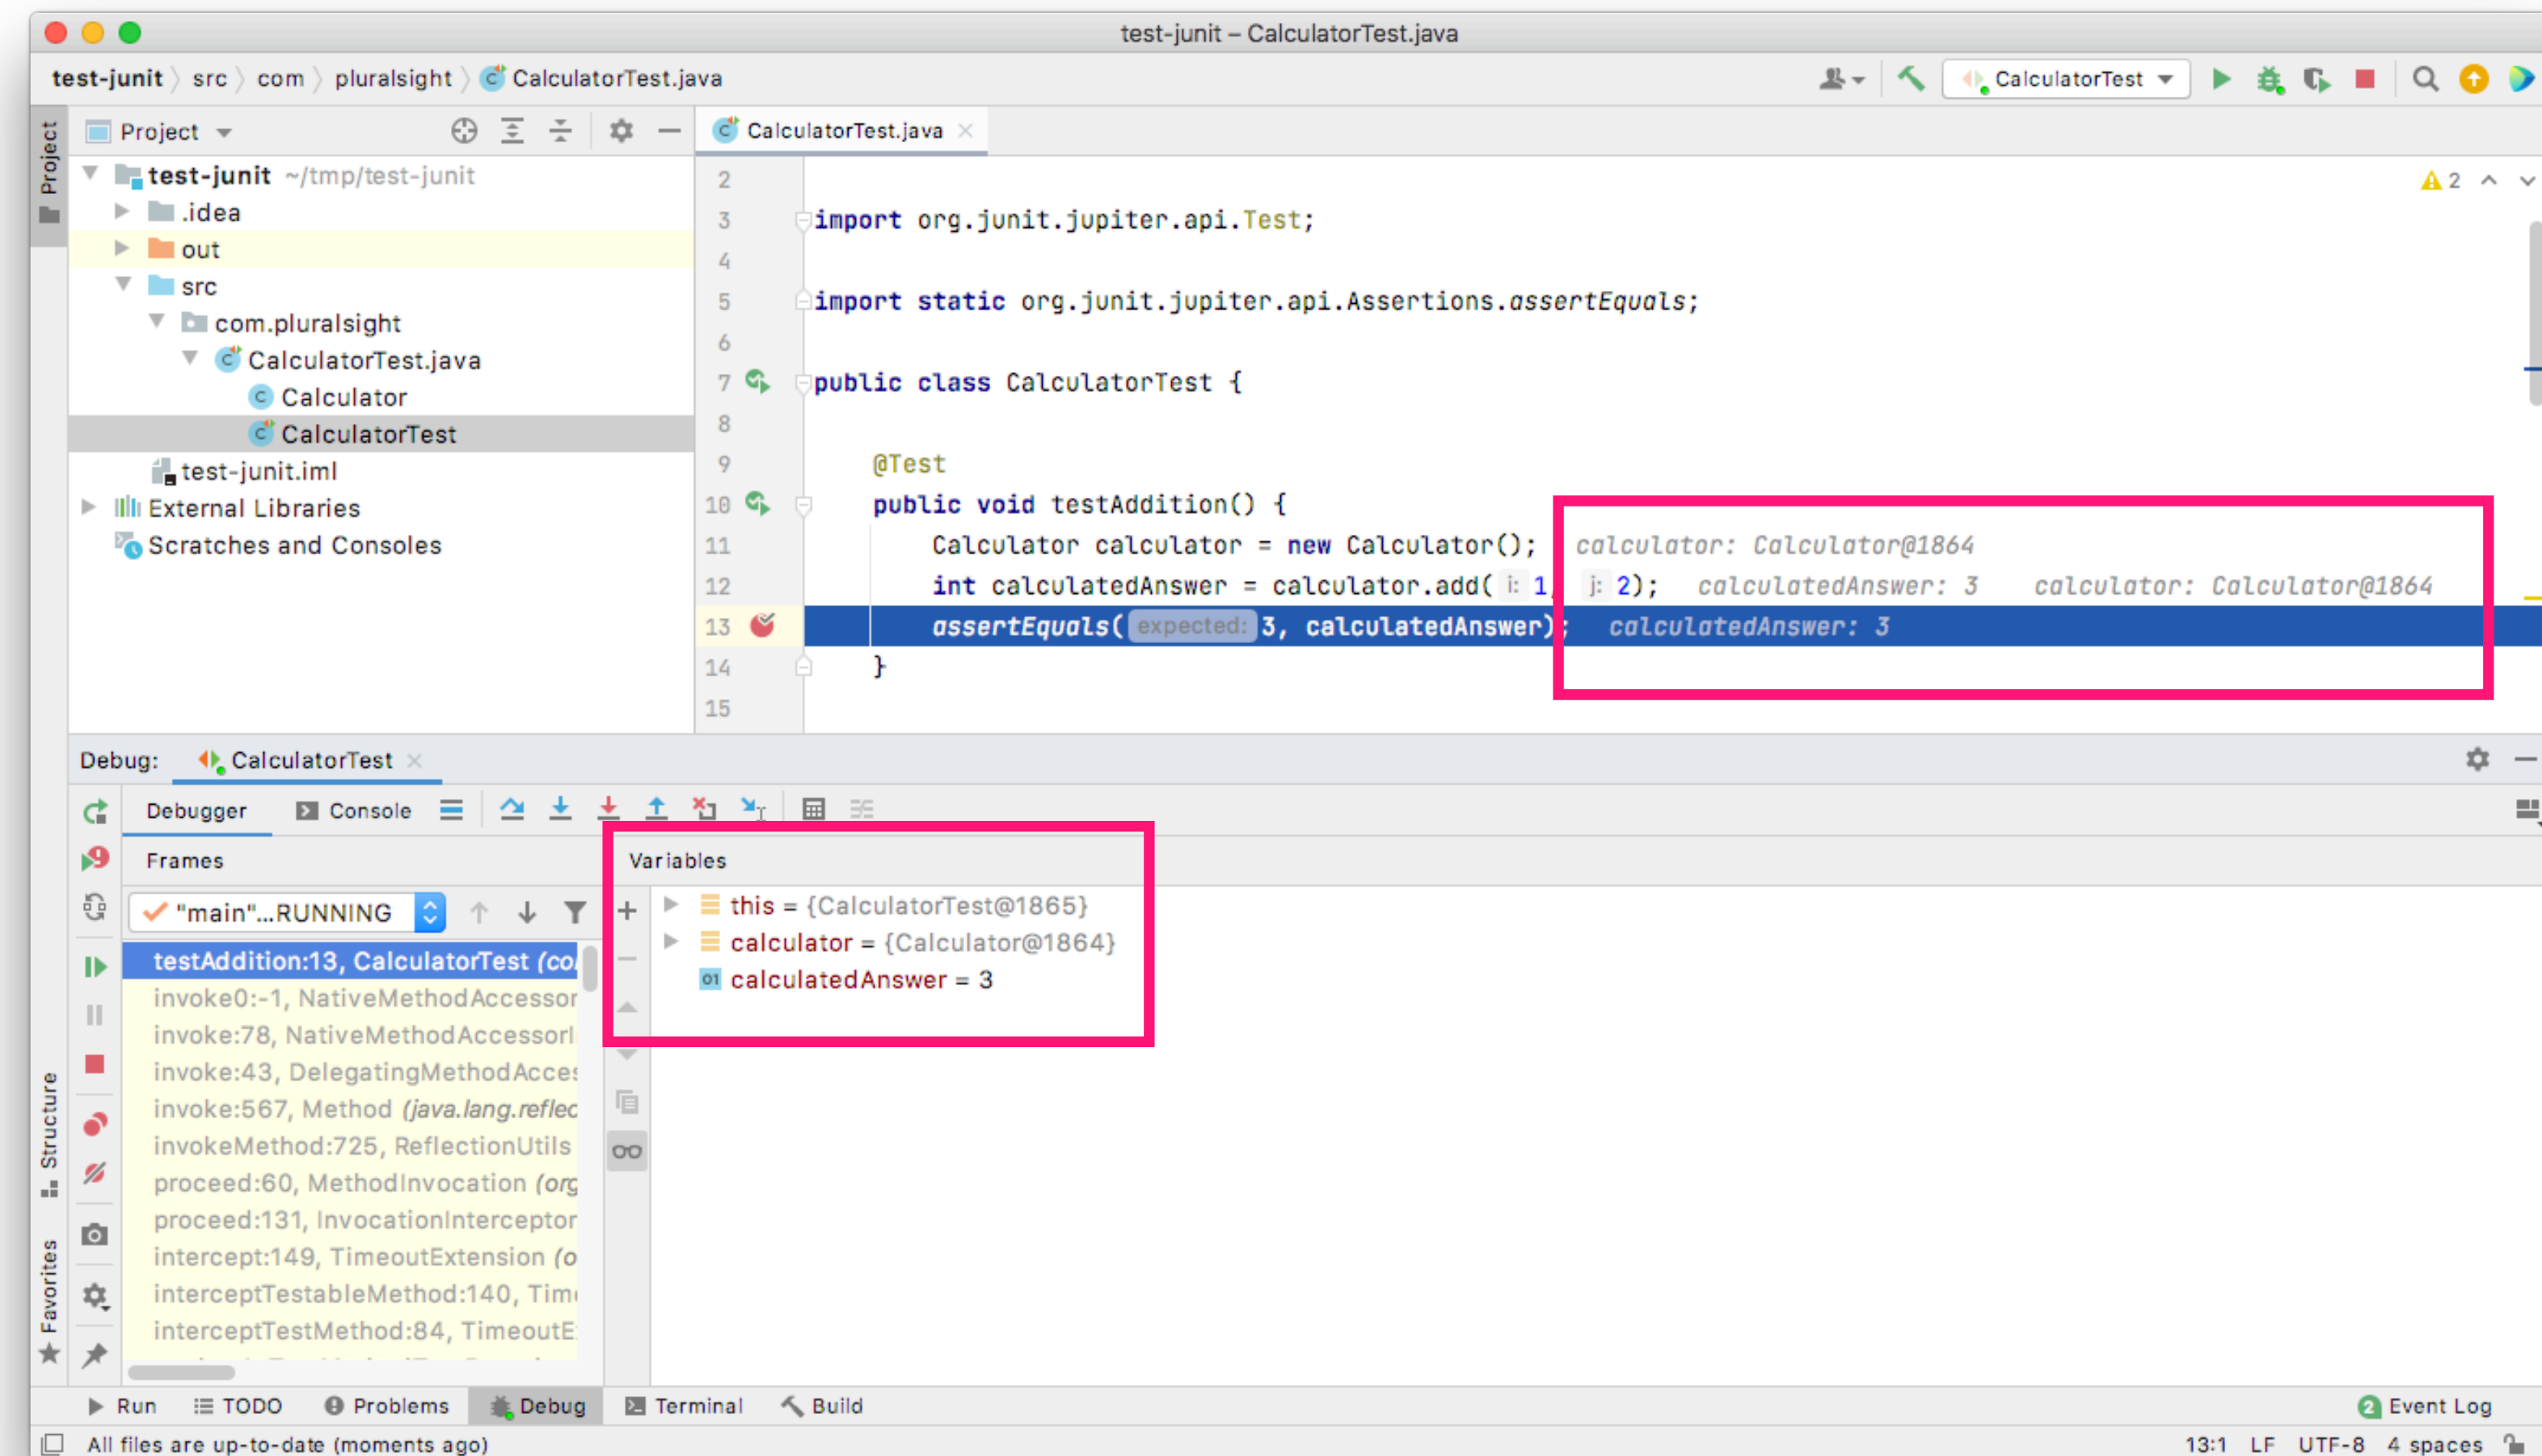 test-junit – CalculatorTest.java
test-junit src com pluralsight CalculatorTest.java
CalculatorTest
Project
Project
CalculatorTest.java
test-junit ~/tmp/test-junit
.idea
out
src
com.pluralsight
CalculatorTest.java
Calculator
CalculatorTest
test-junit.iml
External Libraries
Scratches and Consoles
2
2
3 import org.junit.jupiter.api.Test;
4
5 import static org.junit.jupiter.api.Assertions.assertEquals;
6
7 public class CalculatorTest {
8
9 @Test
10 public void testAddition() {
11 Calculator calculator = new Calculator(); calculator: Calculator@1864
12 int calculatedAnswer = calculator.add( i: 1, j: 2); calculatedAnswer: 3 calculator: Calculator@1864
13 assertEquals( expected: 3, calculatedAnswer); calculatedAnswer: 3
14 }
15
Debug: CalculatorTest
Debugger Console
Frames
Variables
"main"...RUNNING
testAddition:13, CalculatorTest (co
invoke0:-1, NativeMethodAccessor
invoke:78, NativeMethodAccessorI
invoke:43, DelegatingMethodAcces
invoke:567, Method (java.lang.reflec
invokeMethod:725, ReflectionUtils
proceed:60, MethodInvocation (org
proceed:131, InvocationInterceptor
intercept:149, TimeoutExtension (o
interceptTestableMethod:140, Tim
interceptTestMethod:84, TimeoutE
this = {CalculatorTest@1865}
calculator = {Calculator@1864}
01 calculatedAnswer = 3
Structure
Favorites
Run TODO Problems Debug Terminal Build 2 Event Log
All files are up-to-date (moments ago) 13:1 LF UTF-8 4 spaces